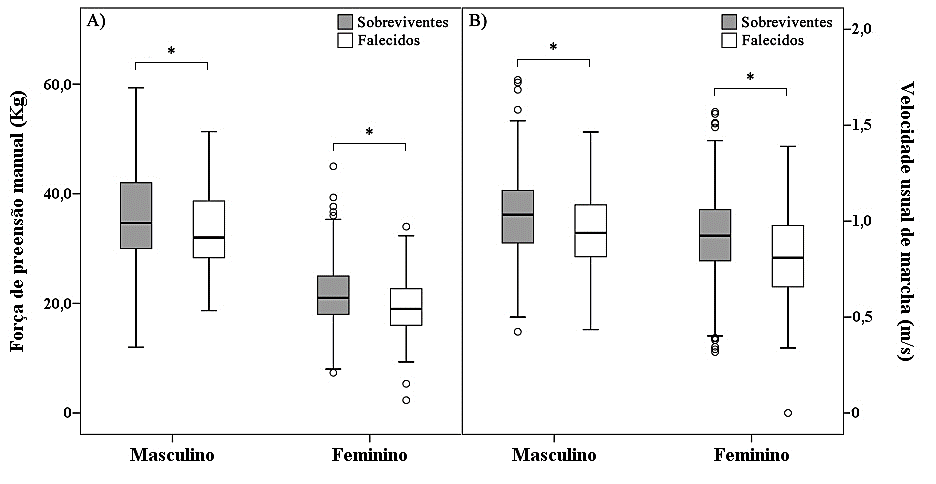 A)
Sobreviventes
Falecidos
*
*
Força de preensão manual (Kg)
60,0
40,0
20,0
0
Masculino
Feminino
B)
Sobreviventes
Falecidos
*
*
2,0
1,5
1,0
0,5
0
Velocidade usual de marcha (m/s)
Masculino
Feminino